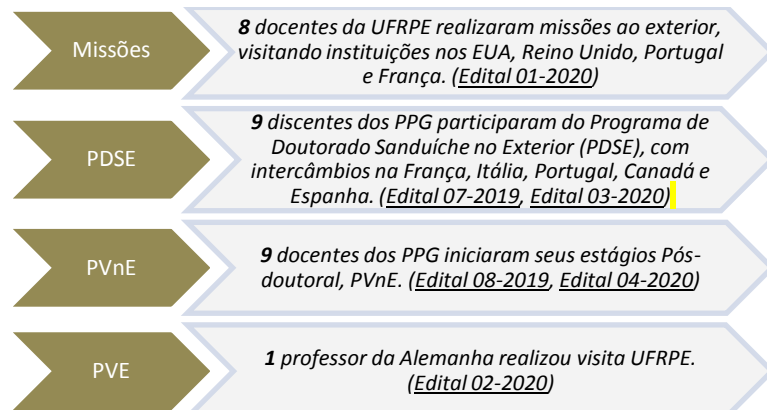 Missões
8 docentes da UFRPE realizaram missões ao exterior,
visitando instituições nos EUA, Reino Unido, Portugal
e França. (Edital 01-2020)
PDSE
9 discentes dos PPG participaram do Programa de
Doutorado Sanduíche no Exterior (PDSE), com
intercâmbios na França, Itália, Portugal, Canadá e
Espanha. (Edital 07-2019, Edital 03-2020)
PVnE
9 docentes dos PPG iniciaram seus estágios Pós-
doutoral, PVnE. (Edital 08-2019, Edital 04-2020)
PVE
1 professor da Alemanha realizou visita UFRPE.
(Edital 02-2020)